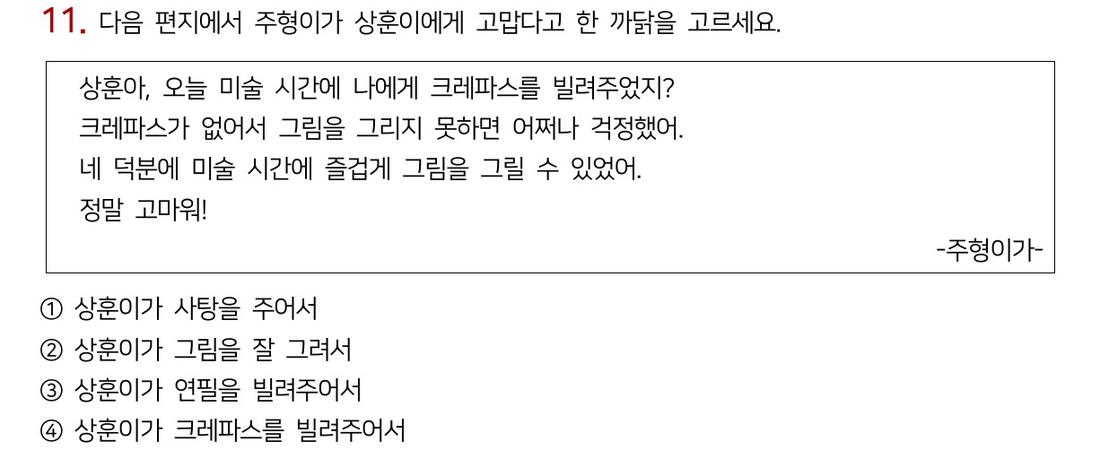 11. 다음 편지에서 주형이가 상훈이에게 고맙다고 한 까닭을 고르세요.
상훈아, 오늘 미술 시간에 나에게 크레파스를 빌려주었지?
크레파스가 없어서 그림을 그리지 못하면 어쩌나 걱정했어.
네 덕분에 미술 시간에 즐겁게 그림을 그릴 수 있었어.
정말 고마워!
-주형이가-
① 상훈이가 사탕을 주어서
② 상훈이가 그림을 잘 그려서
③ 상훈이가 연필을 빌려주어서
④ 상훈이가 크레파스를 빌려주어서